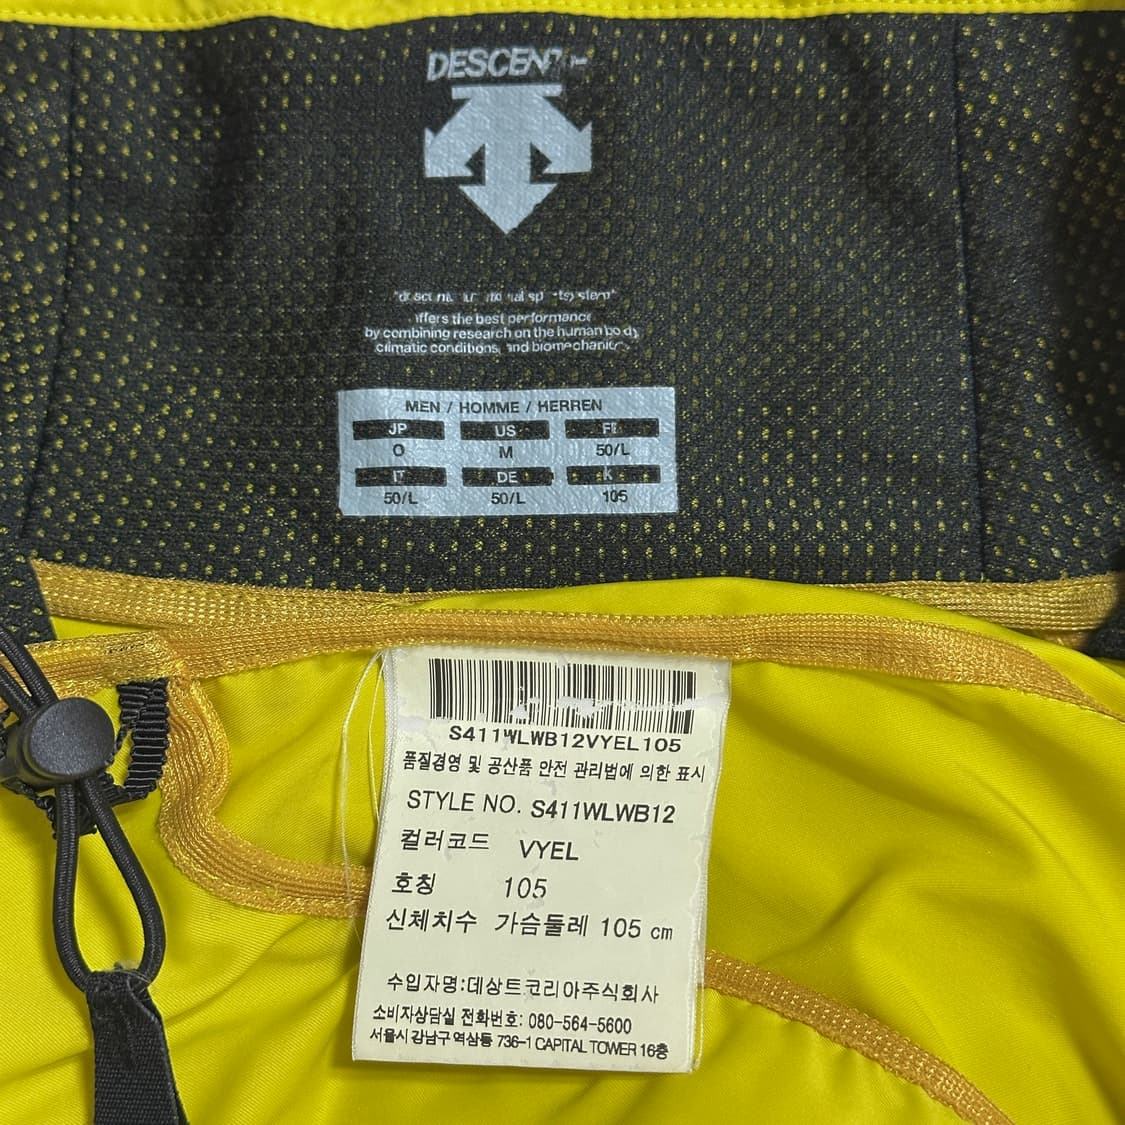 DESCENT
offers the best performance
by combining research on the human body
climatic conditions, and biomechanic
MEN / HOMME / HERREN
JP US
O M 50/L
IT DE K
50/L 50/L 105
S411WLWB12VYEL105
품질경영 및 공산품 안전 관리법에 의한 표시
STYLE NO. S411WLWB12
컬러코드 VYEL
호칭 105
신체치수 가슴둘레 105 cm
수입자명:데상트코리아주식회사
소비자상담실 전화번호: 080-564-5600
서울시 강남구 역삼동 736-1 CAPITAL TOWER 16층